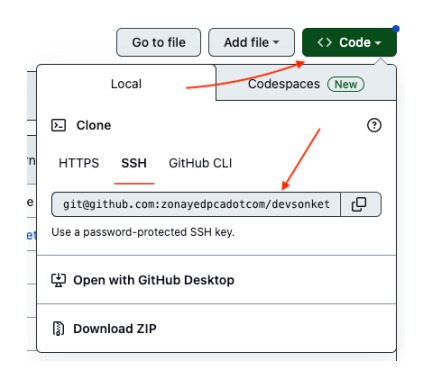 Go to file
Add file
<> Code
Local
Codespaces New
Clone
HTTPS SSH GitHub CLI
git@github.com:zonayedpcadotcom/devsonket
Use a password-protected SSH key.
Open with GitHub Desktop
Download ZIP